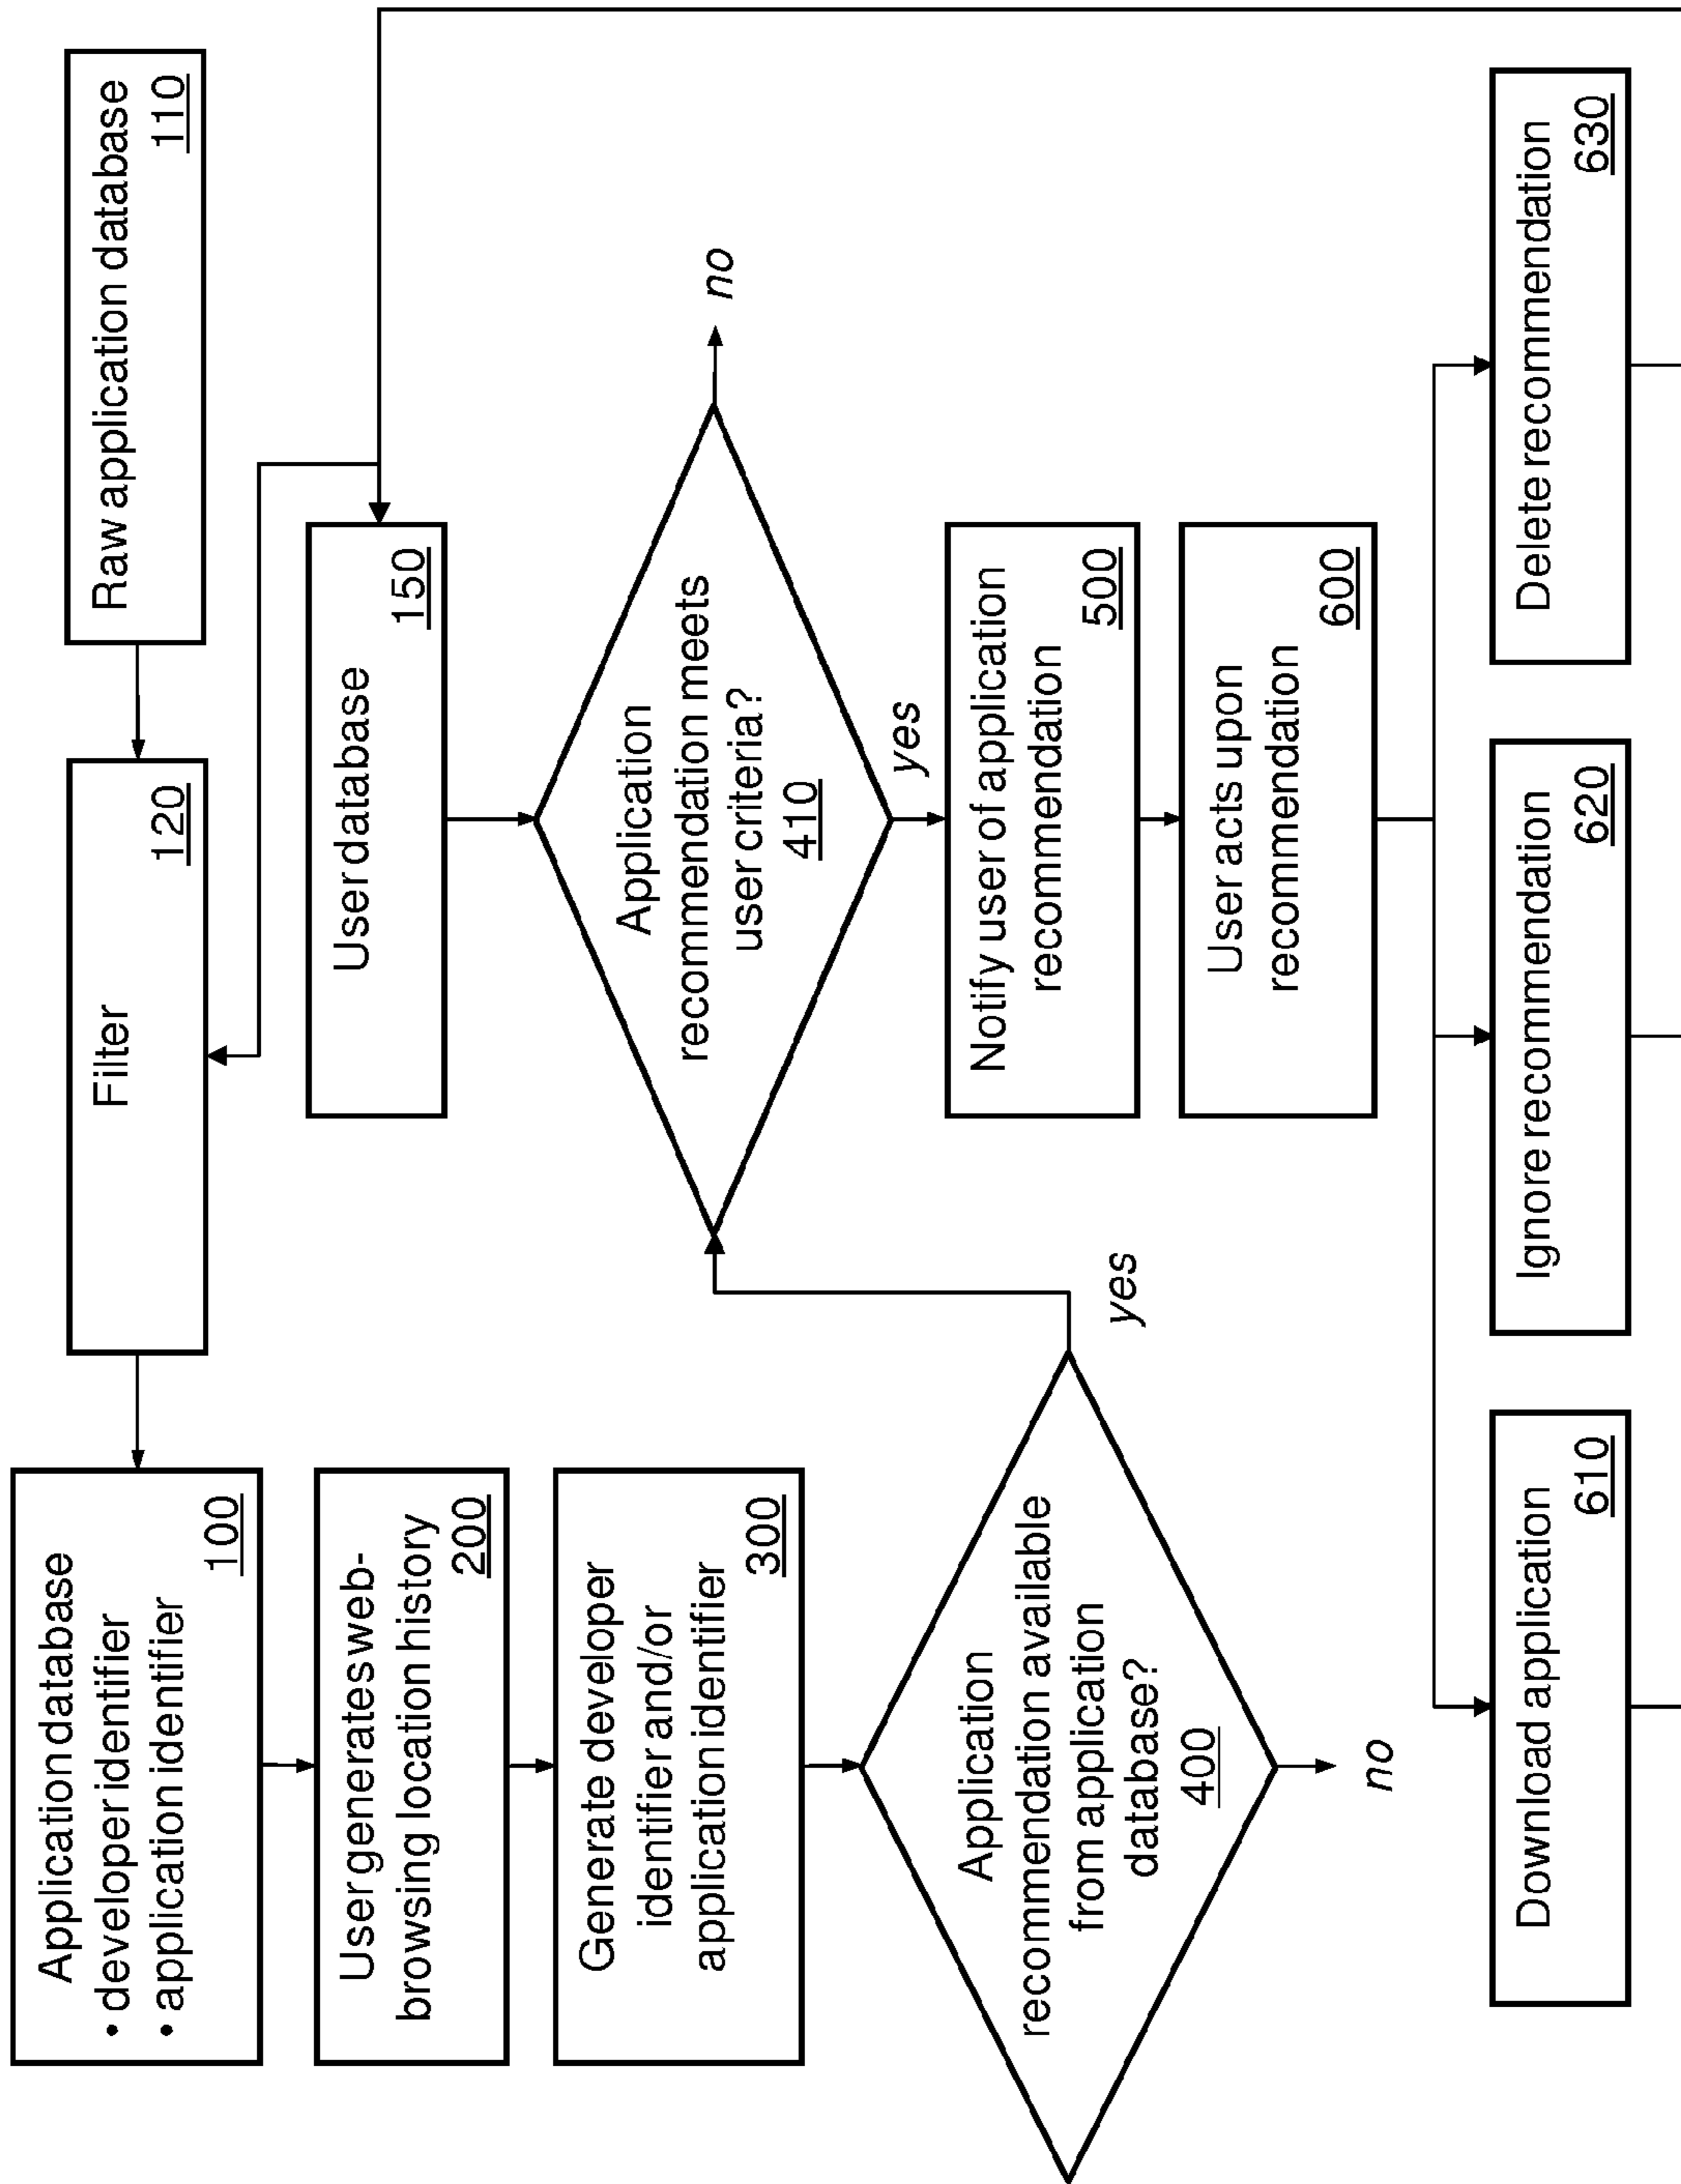 Application database
• developer identifier
• application identifier
100
Filter
120
Raw application database
110
User generates web-
browsing location history
200
Generate developer
identifier and/or
application identifier
300
Application
recommendation available
from application
database?
400
yes
no
User database
150
Application
recommendation meets
user criteria?
410
no
yes
Notify user of application
recommendation
500
User acts upon
recommendation
600
Download application
610
Ignore recommendation
620
Delete recommendation
630